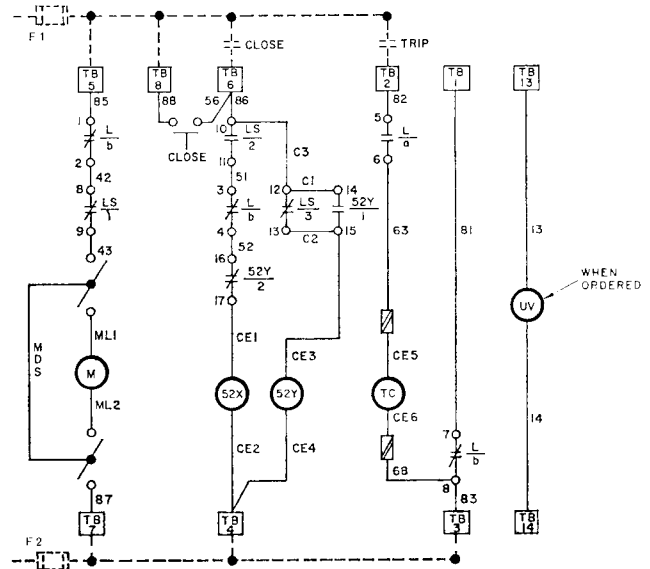 F1
CLOSE
TRIP
TB 5
TB 8
TB 6
TB 2
TB 1
TB 13
85
88
56
86
82
1
L b
10
LS 2
5
L a
CLOSE
2
42
11
C3
6
51
8
3
12
C1
14
LS 1
L b
LS 3
52Y 1
9
4
13
C2
15
63
81
13
43
52
16
52Y 2
17
WHEN ORDERED
UV
MDS
ML1
CE1
CE3
CE5
M
52X
52Y
TC
ML2
CE2
CE4
CE6
14
7
L b
68
8
87
83
TB 7
TB 4
TB 3
TB 14
F2